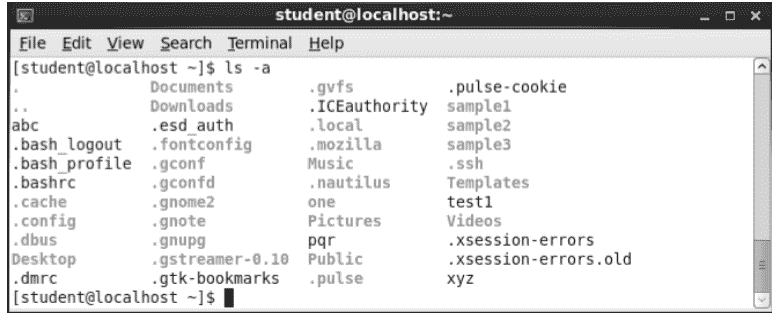 student@localhost:~
File Edit View Search Terminal Help
[student@localhost ~]$ ls -a
. Documents .gvfs .pulse-cookie
.. Downloads .ICEauthority sample1
abc .esd_auth .local sample2
.bash_logout .fontconfig .mozilla sample3
.bash_profile .gconf Music .ssh
.bashrc .gconfd .nautilus Templates
.cache .gnome2 one test1
.config .gnote Pictures Videos
.dbus .gnupg pqr .xsession-errors
Desktop .gstreamer-0.10 Public .xsession-errors.old
.dmrc .gtk-bookmarks .pulse xyz
[student@localhost ~]$